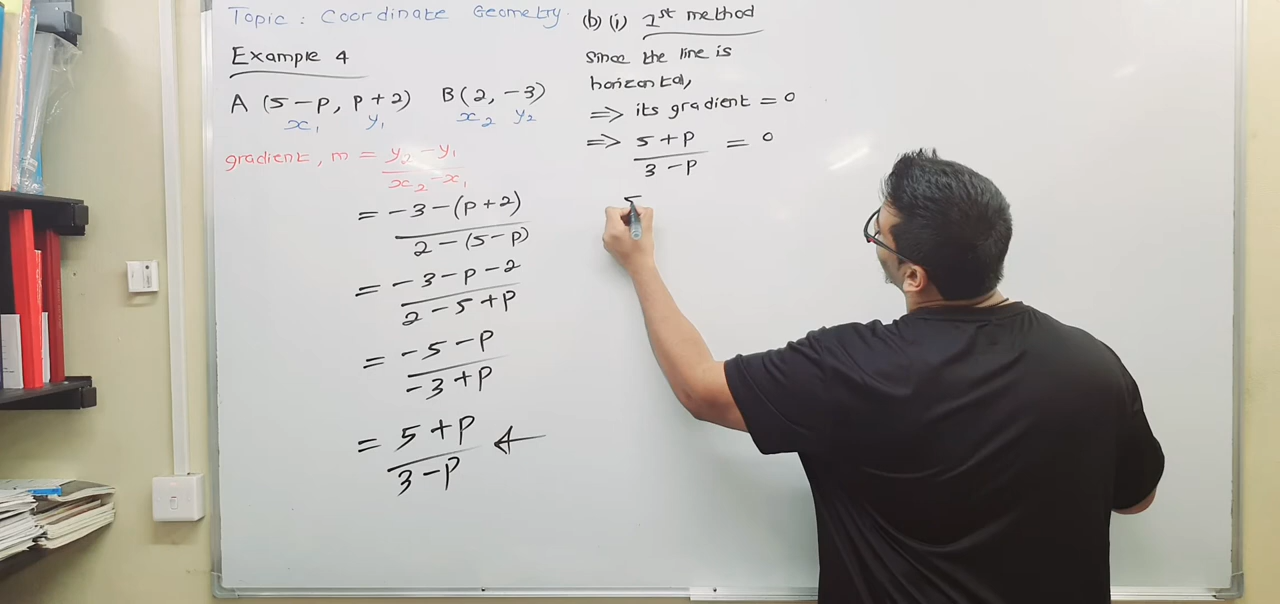 Topic : Coordinate Geometry.
Example 4
A (5-p, p+2) B(2, -3)
x₁ y₁ x₂ y₂
gradient, m = y₂-y₁
x₂-x₁
= -3-(p+2)
2-(5-p)
= -3-p-2
2-5+p
= -5-p
-3+p
= 5+p
3-p
(b) (i) 1st method
Since the line is
horizontal,
=> its gradient = 0
=> 5+p = 0
3-p
5